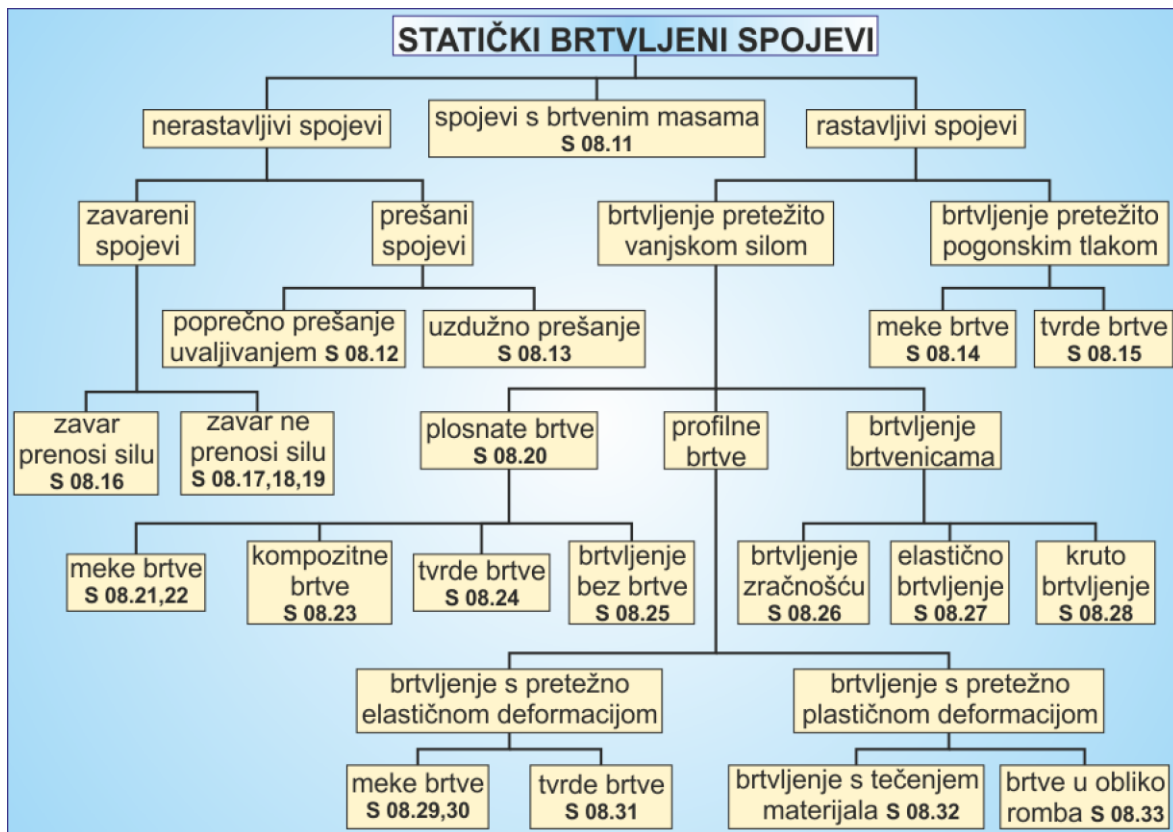 STATIČKI BRTVLJENI SPOJEVI
nerastavljivi spojevi
spojevi s brtvenim masama
S 08.11
rastavljivi spojevi
zavareni
spojevi
prešani
spojevi
brtvljenje pretežito
vanjskom silom
brtvljenje pretežito
pogonskim tlakom
poprečno prešanje
uvaljivanjem S 08.12
uzdužno prešanje
S 08.13
meke brtve
S 08.14
tvrde brtve
S 08.15
zavar
prenosi silu
S 08.16
zavar ne
prenosi silu
S 08.17,18,19
plosnate brtve
S 08.20
profilne
brtve
brtvljenje
brtvenicama
meke brtve
S 08.21,22
kompozitne
brtve
S 08.23
tvrde brtve
S 08.24
brtvljenje
bez brtve
S 08.25
brtvljenje
zračnošću
S 08.26
elastično
brtvljenje
S 08.27
kruto
brtvljenje
S 08.28
brtvljenje s pretežno
elastičnom deformacijom
brtvljenje s pretežno
plastičnom deformacijom
meke brtve
S 08.29,30
tvrde brtve
S 08.31
brtvljenje s tečenjem
materijala S 08.32
brtve u obliko
romba S 08.33